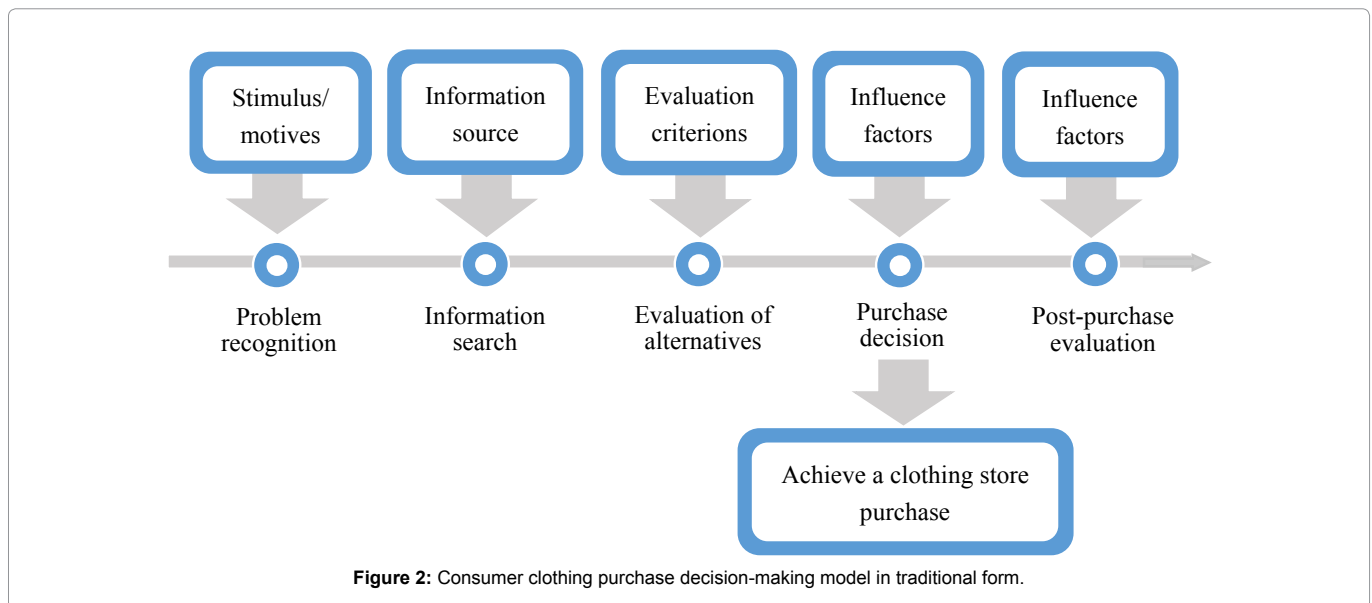 Stimulus/
motives
Information
source
Evaluation
criterions
Influence
factors
Influence
factors
Problem
recognition
Information
search
Evaluation of
alternatives
Purchase
decision
Post-purchase
evaluation
Achieve a clothing store
purchase
Figure 2: Consumer clothing purchase decision-making model in traditional form.